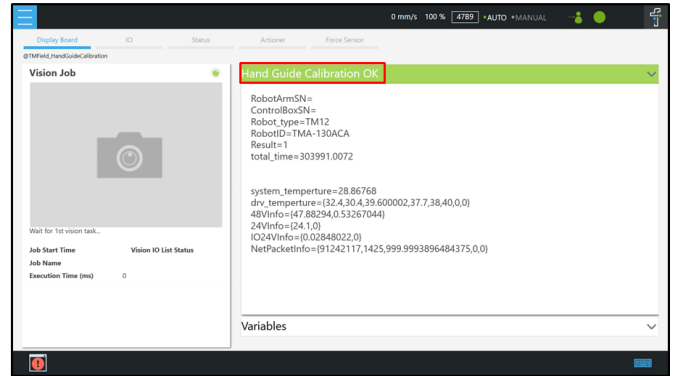 0 mm/s 100 % 47B9 •AUTO •MANUAL
Display Board IO Status Actioner Force Sensor
@TMField_HandGuideCalibration
Vision Job
Wait for 1st vision task...
Job Start Time Vision IO List Status
Job Name
Execution Time (ms) 0
Hand Guide Calibration OK
RobotArmSN=
ControlBoxSN=
Robot_type=TM12
RobotID=TMA-130ACA
Result=1
total_time=303991.0072
system_temperture=28.86768
drv_temperture={32.4,30.4,39.600002,37.7,38,40,0,0}
48VInfo={47.88294,0.53267044}
24VInfo={24.1,0}
IO24VInfo={0.02848022,0}
NetPacketInfo={91242117,1425,999.9993896484375,0,0}
Variables